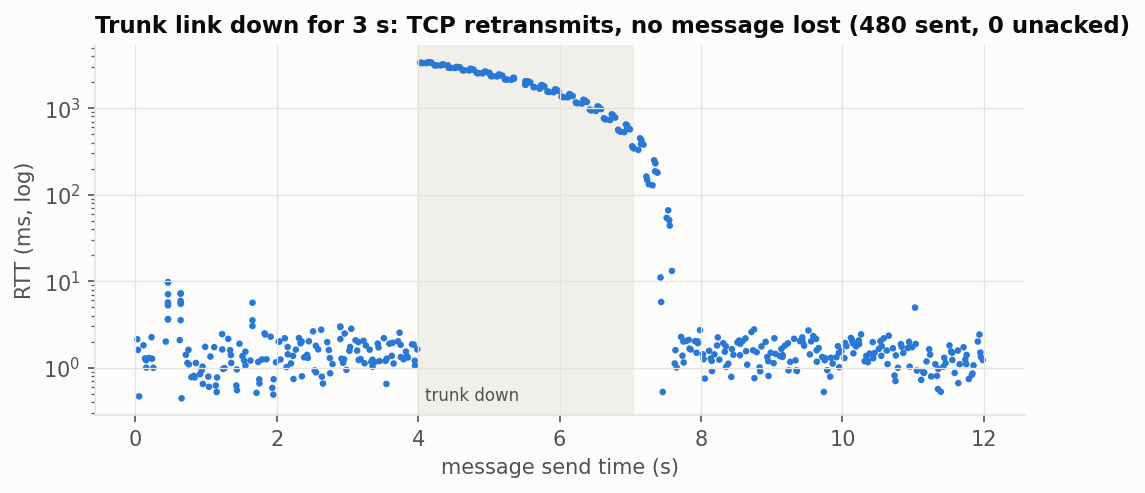 Trunk link down for 3 s: TCP retransmits, no message lost (480 sent, 0 unacked)
RTT (ms, log)
10³
10²
10¹
10⁰
trunk down
0 2 4 6 8 10 12
message send time (s)